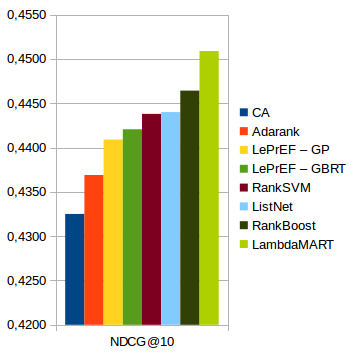 0,4550
0,4500
0,4450
0,4400
0,4350
0,4300
0,4250
0,4200
NDCG@10
CA
Adarank
LePrEF – GP
LePrEF – GBRT
RankSVM
ListNet
RankBoost
LambdaMART